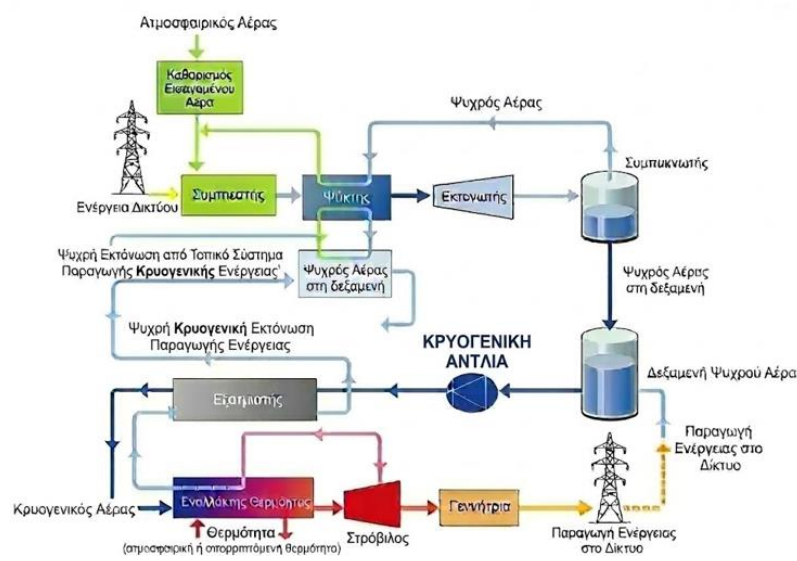 Ατμοσφαιρικός Αέρας
Καθαρισμός
Εισαγομένου
Αέρα
Ψυχρός Αέρας
Συμπυκνωτής
Συμπιεστής
Ψύκτης
Εκτονωτής
Ενέργεια Δικτύου
Ψυχρή Εκτόνωση από Τοπικό Σύστημα
Παραγωγής Κρυογενικής Ενέργειας'
Ψυχρός Αέρας
στη δεξαμενή
Ψυχρός Αέρας
στη δεξαμενή
Ψυχρή Κρυογενική Εκτόνωση
Παραγωγής Ενέργειας
ΚΡΥΟΓΕΝΙΚΗ
ΑΝΤΛΙΑ
Δεξαμενή Ψυχρού Αέρα
Εξατμιστής
Παραγωγή
Ενέργειας στο
Δίκτυο
Κρυογενικός Αέρας
Εναλλάκτης Θερμότητας
Γεννήτρια
Θερμότητα
(ατμοσφαιρική ή απορριπτόμενη θερμότητα)
Στρόβιλος
Παραγωγή Ενέργειας
στο Δίκτυο